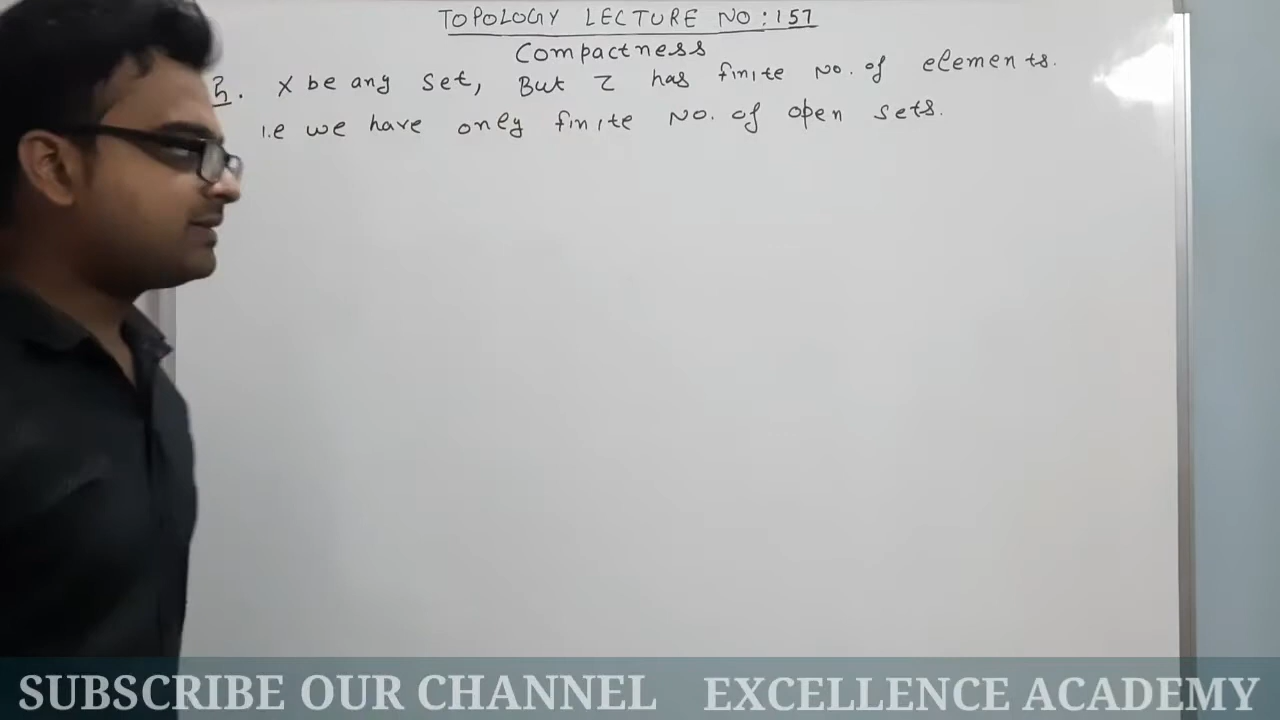 TOPOLOGY LECTURE NO: 157
Compactness
X be any set, But τ has finite No. of elements.
i.e we have only finite No. of open sets.
SUBSCRIBE OUR CHANNEL EXCELLENCE ACADEMY